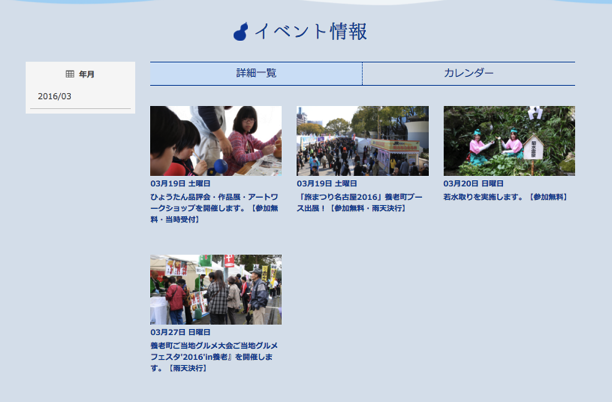 イベント情報
年月
2016/03
詳細一覧
カレンダー
03月19日 土曜日
ひょうたん品評会・作品展・アートワ
ークショップを開催します。【参加無
料・当時受付】
03月19日 土曜日
「旅まつり名古屋2016」養老町ブー
ス出展！【参加無料・雨天決行】
03月20日 日曜日
若水取りを実施します。【参加無料】
03月27日 日曜日
養老町ご当地グルメ大会ご当地グルメ
フェスタ'2016'in養老』を開催しま
す。【雨天決行】